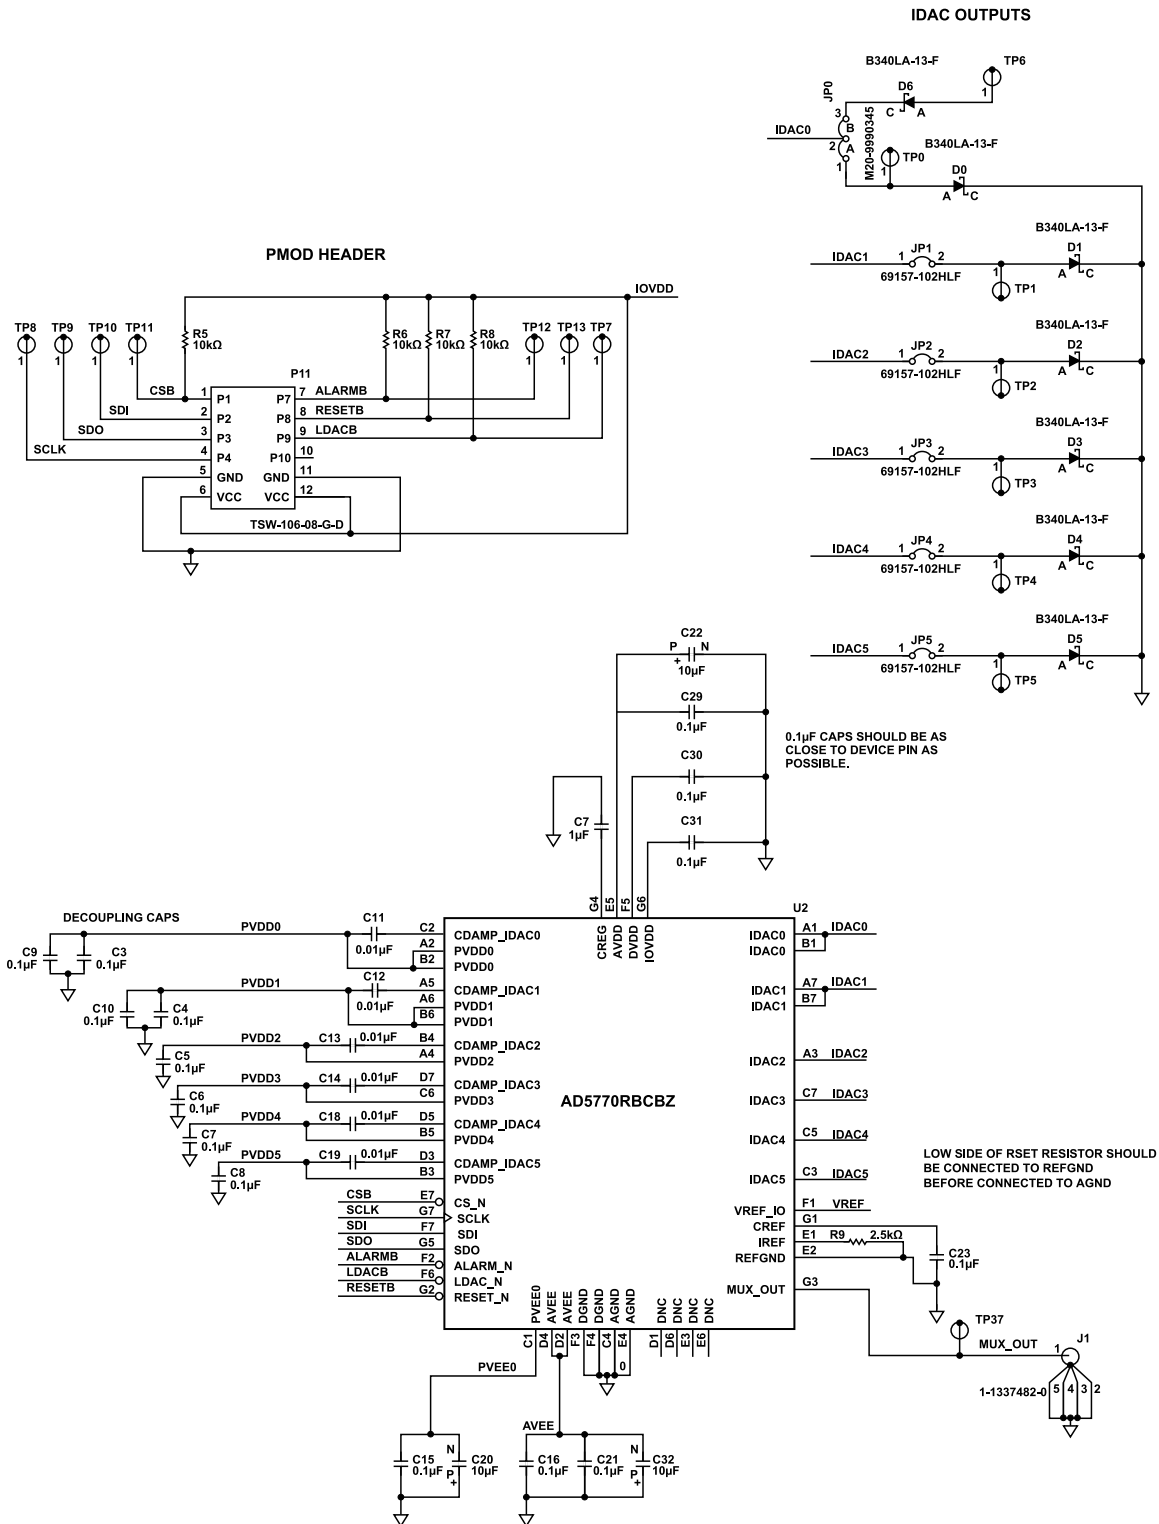 IDAC OUTPUTS
B340LA-13-F
TP6
D6
JP0
3
C
A
1
B
IDAC0
2
A
M20-9990345
TP0
B340LA-13-F
1
1
D0
A
C
B340LA-13-F
IDAC1
1
JP1
2
D1
69157-102HLF
1
A
C
TP1
B340LA-13-F
IDAC2
1
JP2
2
D2
69157-102HLF
1
A
C
TP2
B340LA-13-F
IDAC3
1
JP3
2
D3
69157-102HLF
1
A
C
TP3
B340LA-13-F
IDAC4
1
JP4
2
D4
69157-102HLF
1
A
C
TP4
B340LA-13-F
IDAC5
1
JP5
2
D5
69157-102HLF
1
A
C
TP5
PMOD HEADER
IOVDD
TP8
TP9
TP10
TP11
R5
10kΩ
R6
10kΩ
R7
10kΩ
R8
10kΩ
TP12
TP13
TP7
1
1
1
1
1
1
1
P11
CSB
1
P1
P7
7
ALARMB
SDI
2
P2
P8
8
RESETB
SDO
3
P3
P9
9
LDACB
SCLK
4
P4
P10
10
5
GND
GND
11
6
VCC
VCC
12
TSW-106-08-G-D
C22
P
N
+
10µF
C29
0.1µF
C30
0.1µF
C31
0.1µF
C7
1µF
0.1µF CAPS SHOULD BE AS
CLOSE TO DEVICE PIN AS
POSSIBLE.
G4
E5
F5
G6
U2
CREG
AVDD
DVDD
IOVDD
DECOUPLING CAPS
PVDD0
C11
0.01µF
C9
0.1µF
C3
0.1µF
C2
CDAMP_IDAC0
A2
PVDD0
B2
PVDD0
PVDD1
C12
0.01µF
C10
0.1µF
C4
0.1µF
A5
CDAMP_IDAC1
A6
PVDD1
B6
PVDD1
PVDD2
C13
0.01µF
C5
0.1µF
B4
CDAMP_IDAC2
A4
PVDD2
PVDD3
C14
0.01µF
C6
0.1µF
D7
CDAMP_IDAC3
C6
PVDD3
PVDD4
C18
0.01µF
C7
0.1µF
D5
CDAMP_IDAC4
B5
PVDD4
PVDD5
C19
0.01µF
C8
0.1µF
D3
CDAMP_IDAC5
B3
PVDD5
CSB
E7
CS_N
SCLK
G7
SCLK
SDI
F7
SDI
SDO
G5
SDO
ALARMB
F2
ALARM_N
LDACB
F6
LDAC_N
RESETB
G2
RESET_N
AD5770RBCBZ
IDAC0
A1
IDAC0
IDAC0
B1
IDAC1
A7
IDAC1
IDAC1
B7
IDAC2
A3
IDAC2
IDAC3
C7
IDAC3
IDAC4
C5
IDAC4
IDAC5
C3
IDAC5
VREF_IO
F1
VREF
CREF
G1
IREF
E1
R9
2.5kΩ
REFGND
E2
C23
0.1µF
MUX_OUT
G3
LOW SIDE OF RSET RESISTOR SHOULD
BE CONNECTED TO REFGND
BEFORE CONNECTED TO AGND
PVEE0
AVEE
AVEE
DGND
DGND
AGND
AGND
DNC
DNC
DNC
DNC
C1
D4
D2
F3
F4
C4
E4
D1
D6
E3
E6
0
TP37
1
MUX_OUT
1
J1
1-1337482-0
5
4
3
2
PVEE0
C15
0.1µF
N
C20
10µF
P
+
AVEE
C16
0.1µF
C21
0.1µF
N
C32
10µF
P
+